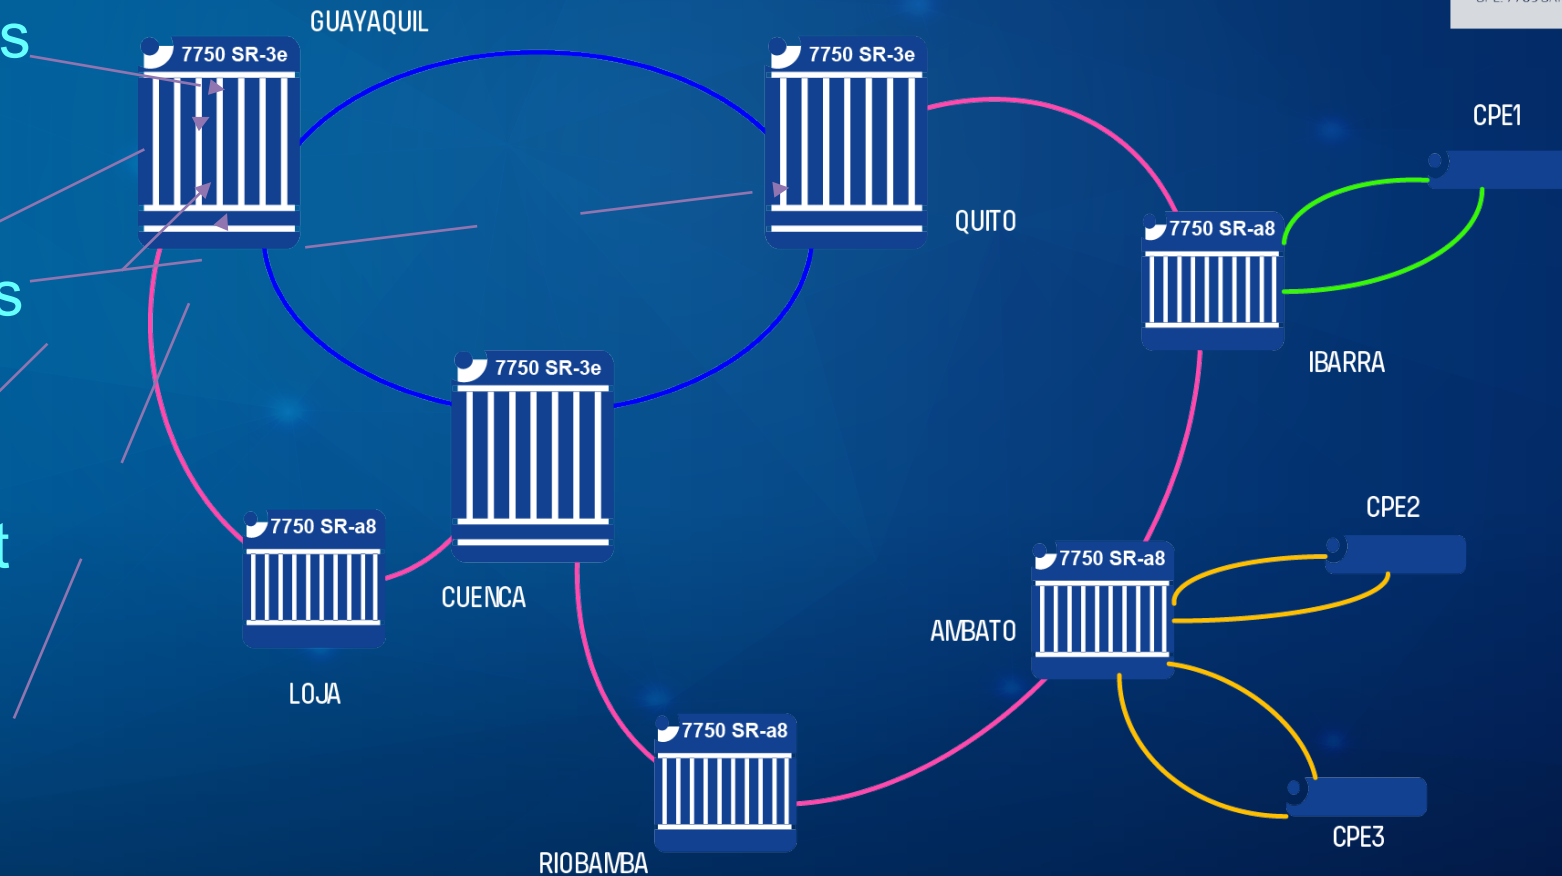 GUAYAQUIL
s
7750 SR-3e
7750 SR-3e
CPE1
QUITO
7750 SR-a8
s
7750 SR-3e
IBARRA
7750 SR-a8
CPE2
t
7750 SR-a8
CUENCA
AMBATO
LOJA
7750 SR-a8
CPE3
RIOBAMBA